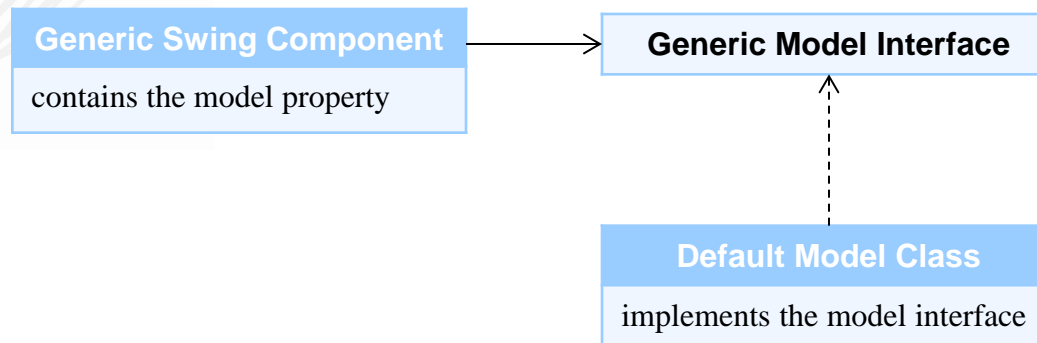 Generic Swing Component
Generic Model Interface
contains the model property
Default Model Class
implements the model interface